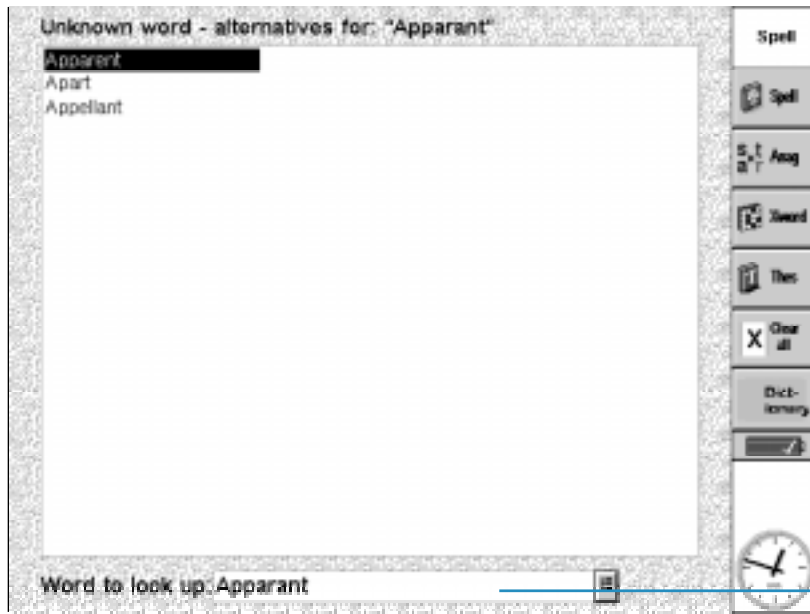 Unknown word - alternatives for: "Apparant"
Apparent
Apart
Appellant
Word to look up: Apparant
Spell
Spell
Anag
Xword
Thes
X Clear
all
Dict-
ionary